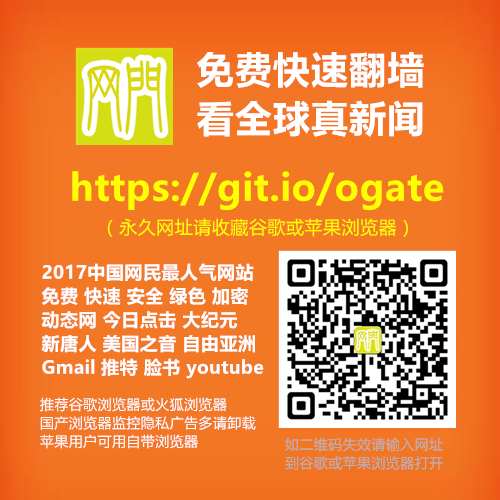 网門
免费快速翻墙
看全球真新闻
https://git.io/ogate
（永久网址请收藏谷歌或苹果浏览器）
2017中国网民最人气网站
免费 快速 安全 绿色 加密
动态网 今日点击 大纪元
新唐人 美国之音 自由亚洲
Gmail 推特 脸书 youtube
推荐谷歌浏览器或火狐浏览器
国产浏览器监控隐私广告多请卸载
苹果用户可用自带浏览器
网門
如二维码失效请输入网址
到谷歌或苹果浏览器打开